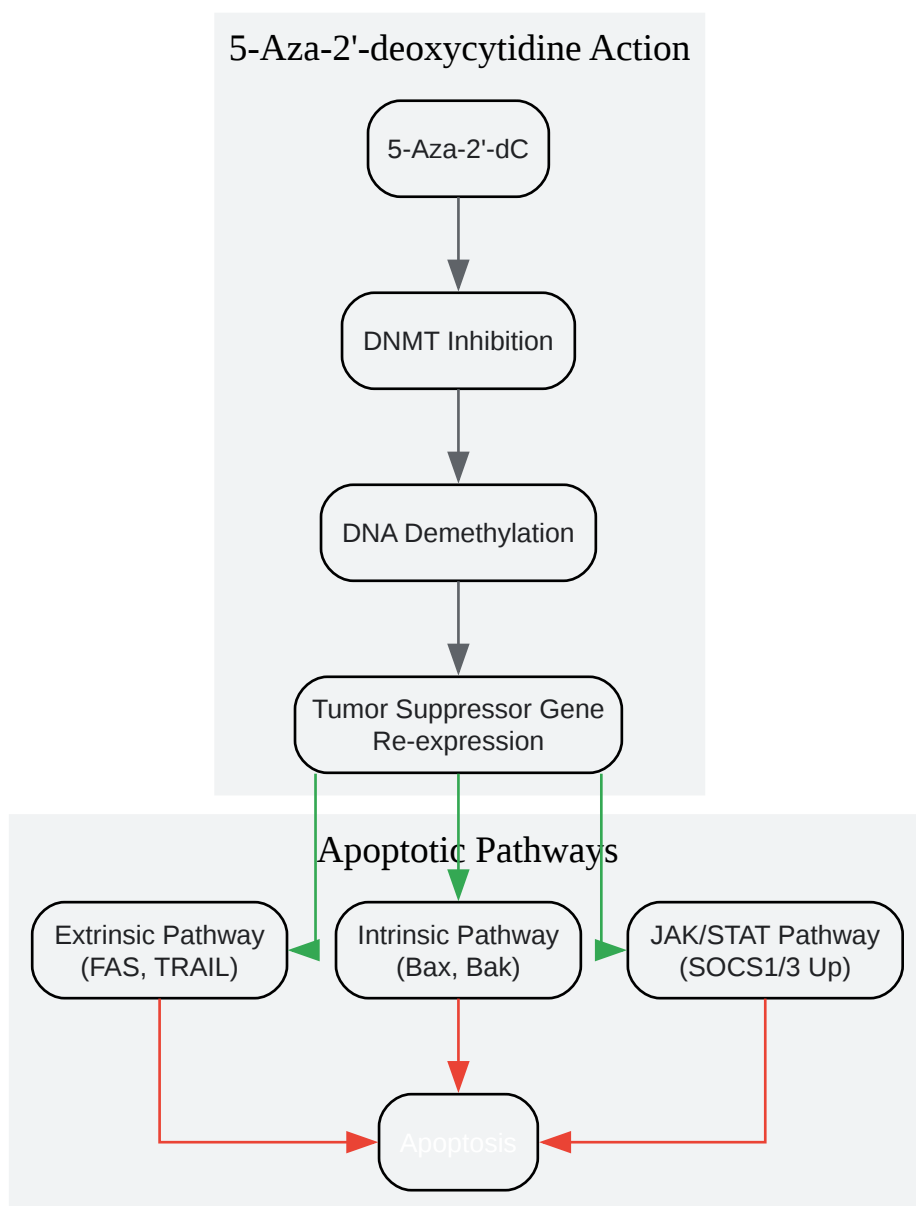 5-Aza-2'-deoxycytidine Action
5-Aza-2'-dC
DNMT Inhibition
DNA Demethylation
Tumor Suppressor Gene
Re-expression
Apoptotic Pathways
Extrinsic Pathway
(FAS, TRAIL)
Intrinsic Pathway
(Bax, Bak)
JAK/STAT Pathway
(SOCS1/3 Up)
Apoptosis